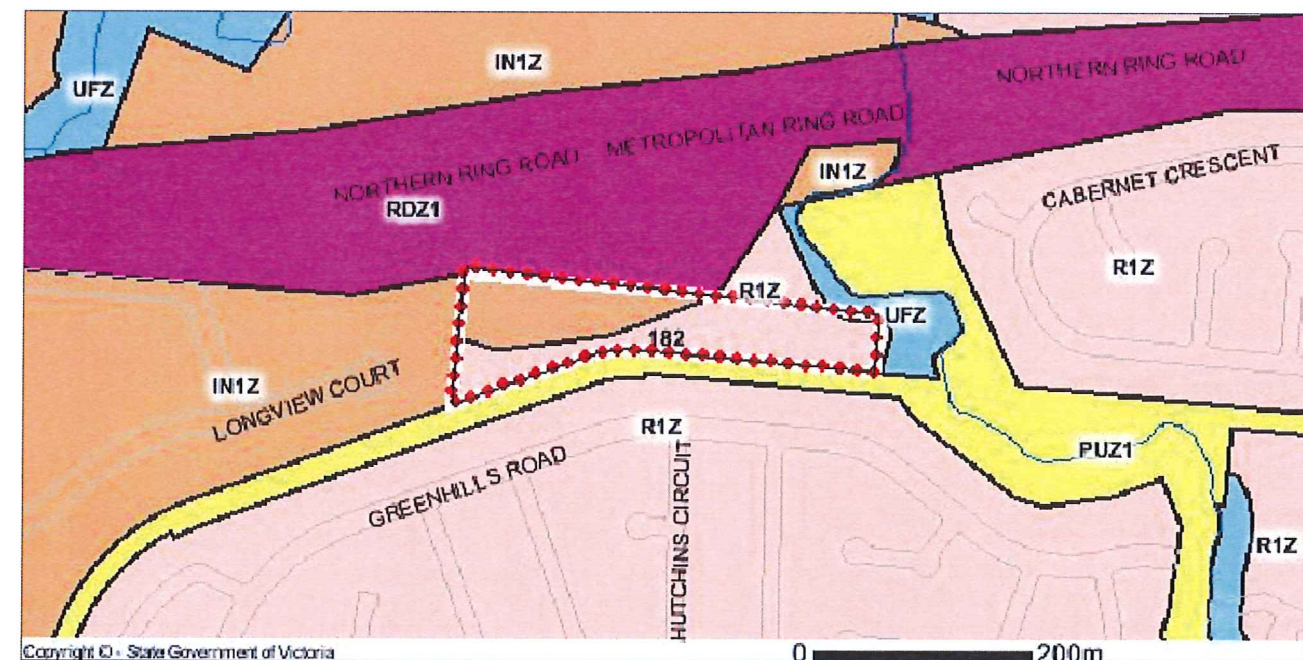 IN1Z
UFZ
NORTHERN RING ROAD
METROPOLITAN RING ROAD
NORTHERN RING ROAD
IN1Z
CABERNET CRESCENT
RDZ1
R1Z
R1Z
UFZ
182
IN1Z
LONGVIEW COURT
R1Z
PUZ1
GREENHILLS ROAD
HUTCHINS CIRCUIT
R1Z
Copyright © - State Government of Victoria
0 200m